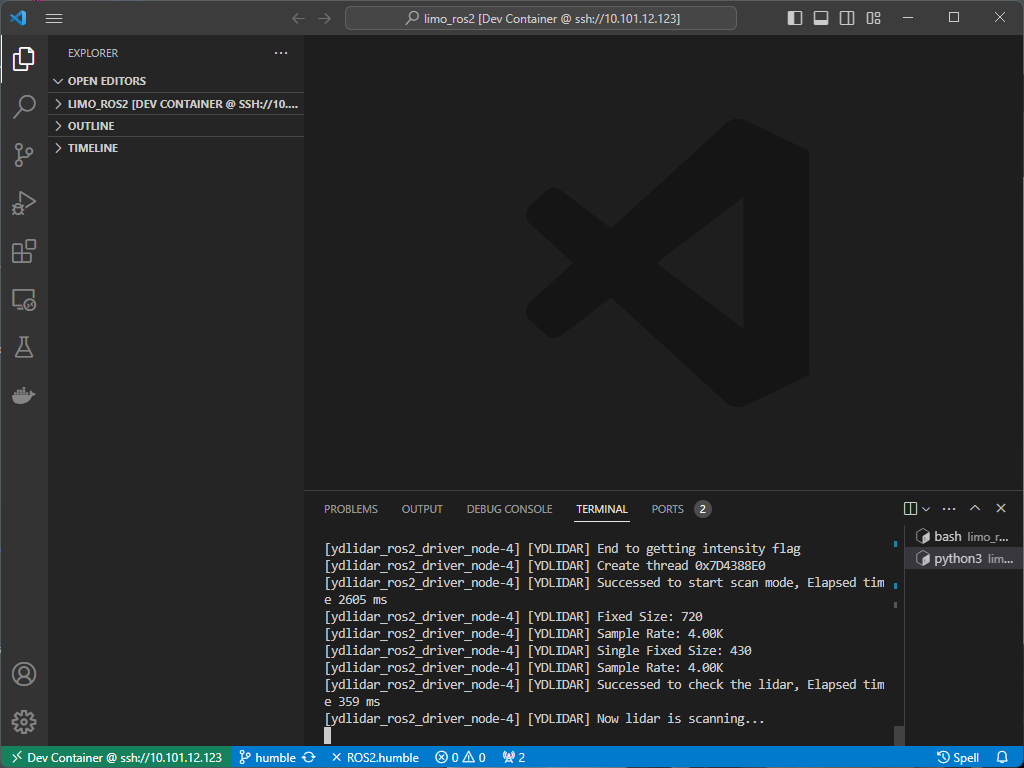 limo_ros2 [Dev Container @ ssh://10.101.12.123]
EXPLORER
OPEN EDITORS
LIMO_ROS2 [DEV CONTAINER @ SSH://10....
OUTLINE
TIMELINE
PROBLEMS OUTPUT DEBUG CONSOLE TERMINAL PORTS 2
[ydlidar_ros2_driver_node-4] [YDLIDAR] End to getting intensity flag
[ydlidar_ros2_driver_node-4] [YDLIDAR] Create thread 0x7D4388E0
[ydlidar_ros2_driver_node-4] [YDLIDAR] Successed to start scan mode, Elapsed tim
e 2605 ms
[ydlidar_ros2_driver_node-4] [YDLIDAR] Fixed Size: 720
[ydlidar_ros2_driver_node-4] [YDLIDAR] Sample Rate: 4.00K
[ydlidar_ros2_driver_node-4] [YDLIDAR] Single Fixed Size: 430
[ydlidar_ros2_driver_node-4] [YDLIDAR] Sample Rate: 4.00K
[ydlidar_ros2_driver_node-4] [YDLIDAR] Successed to check the lidar, Elapsed tim
e 359 ms
[ydlidar_ros2_driver_node-4] [YDLIDAR] Now lidar is scanning...
bash limo_r...
python3 lim...
Dev Container @ ssh://10.101.12.123 humble ROS2.humble 0 0 2 Spell